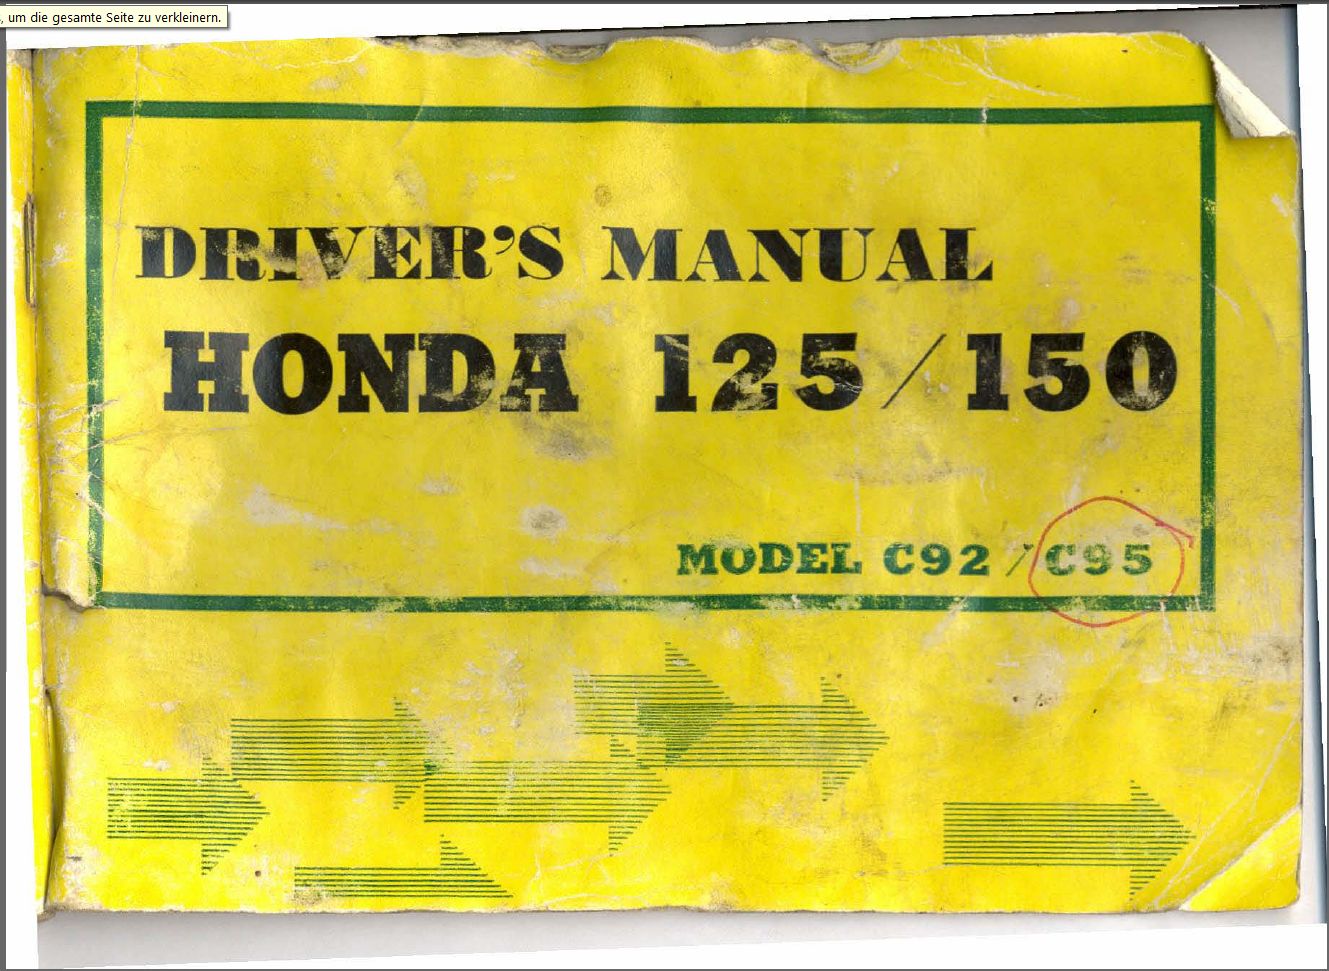 , um die gesamte Seite zu verkleinern.
DRIVER'S MANUAL
HONDA 125/150
MODEL C92/C95